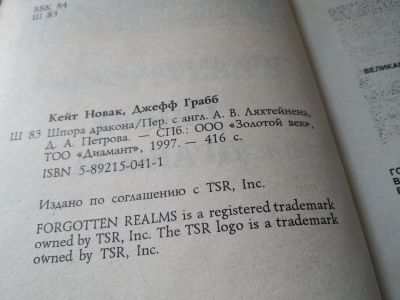 ББК 84
Ш 83
Кейт Новак, Джефф Грабб
Ш 83 Шпора дракона/Пер. с англ. А. В. Ляхтейнена,
Д. А. Петрова. — СПб.: ООО «Золотой век»,
ТОО «Диамант», 1997.— 416 с.
ISBN 5-89215-041-1
Издано по соглашению с TSR, Inc.
FORGOTTEN REALMS is a registered trademark
owned by TSR, Inc. The TSR logo is a trademark
owned by TSR, Inc.